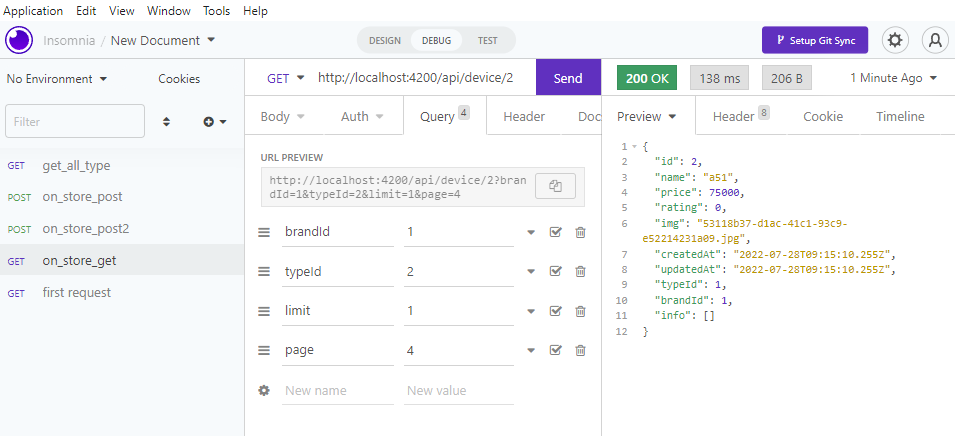 Application Edit View Window Tools Help
Insomnia / New Document
DESIGN DEBUG TEST
Setup Git Sync
No Environment Cookies
Filter
GET get_all_type
POST on_store_post
POST on_store_post2
GET on_store_get
GET first request
GET http://localhost:4200/api/device/2 Send
Body Auth Query 4 Header Doc
URL PREVIEW
http://localhost:4200/api/device/2?bran
dId=1&typeId=2&limit=1&page=4
brandId 1
typeId 2
limit 1
page 4
New name New value
200 OK 138 ms 206 B 1 Minute Ago
Preview Header 8 Cookie Timeline
1 {
2 "id": 2,
3 "name": "a51",
4 "price": 75000,
5 "rating": 0,
6 "img": "53118b37-d1ac-41c1-93c9-
e52214231a09.jpg",
7 "createdAt": "2022-07-28T09:15:10.255Z",
8 "updatedAt": "2022-07-28T09:15:10.255Z",
9 "typeId": 1,
10 "brandId": 1,
11 "info": []
12 }